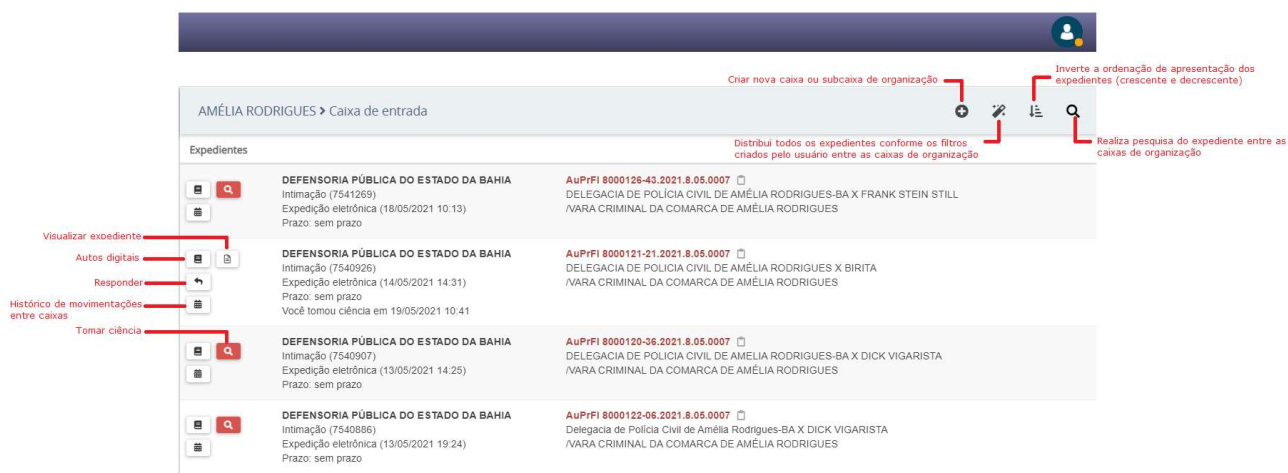 Inverte a ordenação de apresentação dos
expedientes (crescente e decrescente)
Criar nova caixa ou subcaixa de organização
AMÉLIA RODRIGUES > Caixa de entrada
Distribui todos os expedientes conforme os filtros
criados pelo usuário entre as caixas de organização
Realiza pesquisa do expediente entre as
caixas de organização
Expedientes
DEFENSORIA PÚBLICA DO ESTADO DA BAHIA
Intimação (7541269)
Expedição eletrônica (18/05/2021 10:13)
Prazo: sem prazo
AuPrFl 8000126-43.2021.8.05.0007
DELEGACIA DE POLÍCIA CIVIL DE AMÉLIA RODRIGUES-BA X FRANK STEIN STILL
/VARA CRIMINAL DA COMARCA DE AMÉLIA RODRIGUES
Visualizar expediente
Autos digitais
Responder
Histórico de movimentações
entre caixas
Tomar ciência
DEFENSORIA PÚBLICA DO ESTADO DA BAHIA
Intimação (7540926)
Expedição eletrônica (14/05/2021 14:31)
Prazo: sem prazo
Você tomou ciência em 19/05/2021 10:41
AuPrFl 8000121-21.2021.8.05.0007
DELEGACIA DE POLICIA CIVIL DE AMÉLIA RODRIGUES X BIRITA
/VARA CRIMINAL DA COMARCA DE AMÉLIA RODRIGUES
DEFENSORIA PÚBLICA DO ESTADO DA BAHIA
Intimação (7540907)
Expedição eletrônica (13/05/2021 14:25)
Prazo: sem prazo
AuPrFl 8000120-36.2021.8.05.0007
DELEGACIA DE POLICIA CIVIL DE AMELIA RODRIGUES-BA X DICK VIGARISTA
/VARA CRIMINAL DA COMARCA DE AMÉLIA RODRIGUES
DEFENSORIA PÚBLICA DO ESTADO DA BAHIA
Intimação (7540886)
Expedição eletrônica (13/05/2021 19:24)
Prazo: sem prazo
AuPrFl 8000122-06.2021.8.05.0007
Delegacia de Polícia Civil de Amélia Rodrigues-BA X DICK VIGARISTA
/VARA CRIMINAL DA COMARCA DE AMÉLIA RODRIGUES